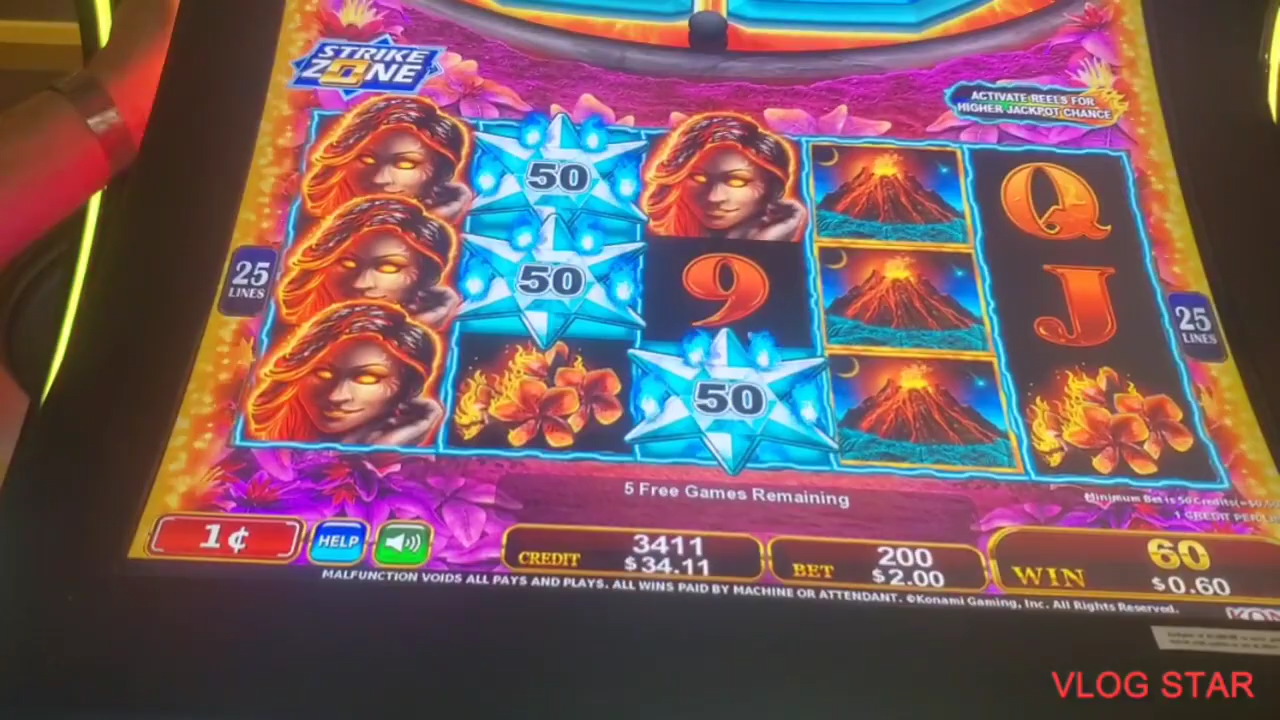 STRIKE
ZONE
ACTIVATE REELS FOR
HIGHER JACKPOT CHANCE
50
Q
50
9
J
25
LINES
25
LINES
50
5 Free Games Remaining
1¢
HELP
CREDIT
3411
$34.11
BET
200
$2.00
WIN
60
$0.60
MALFUNCTION VOIDS ALL PAYS AND PLAYS. ALL WINS PAID BY MACHINE OR ATTENDANT. ©Konami Gaming, Inc. All Rights Reserved.
VLOG STAR